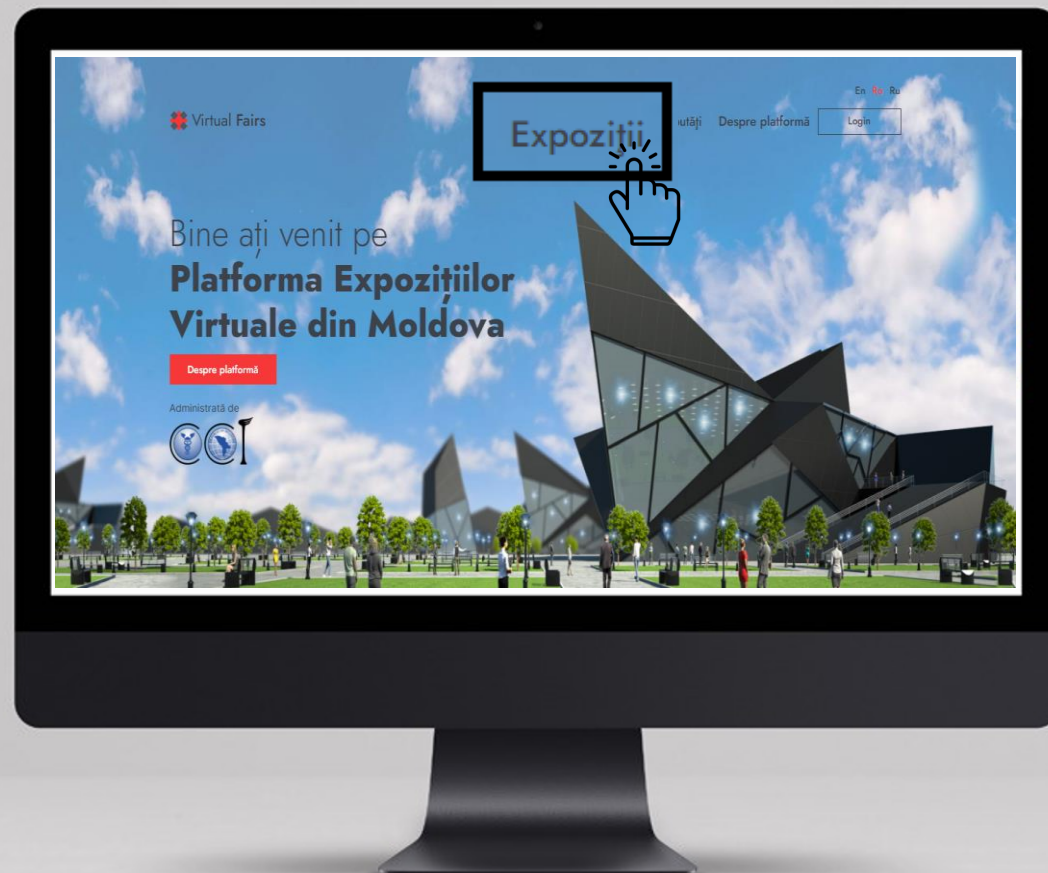 En Ro Ru
Virtual Fairs
Expoziții
Despre platformă
Login
Bine ați venit pe
Platforma Expozițiilor
Virtuale din Moldova
Despre platformă
Administrată de
CCI